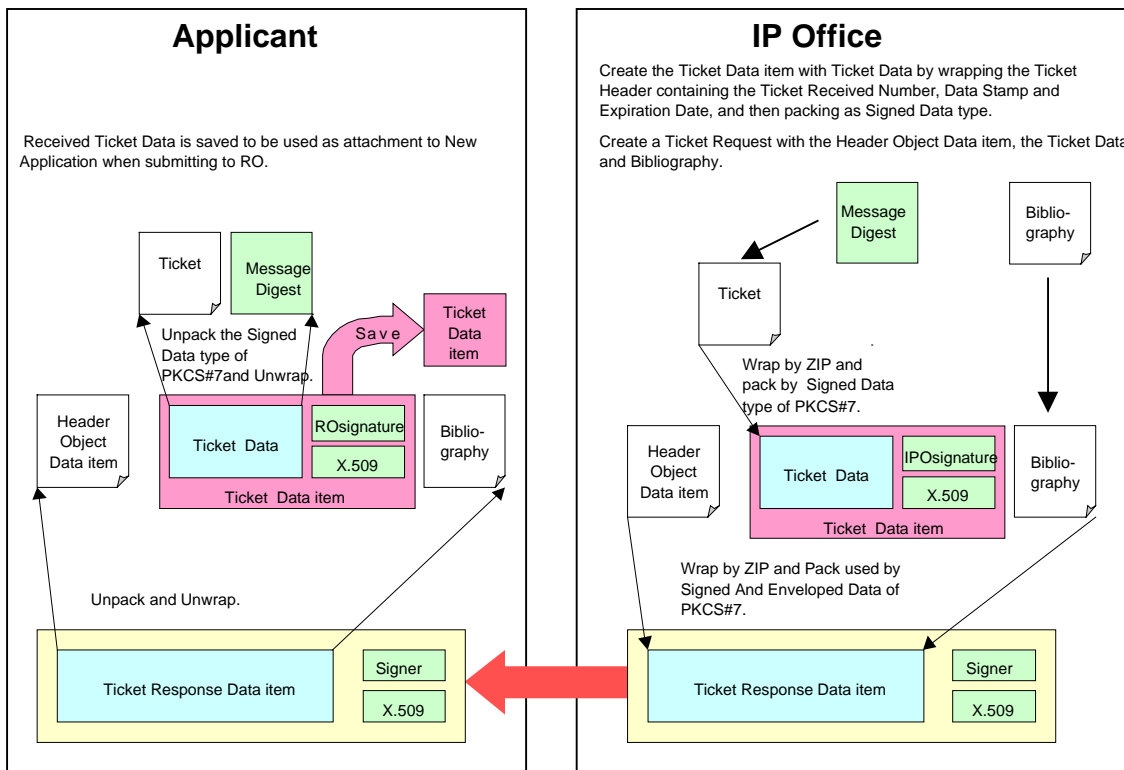 Applicant
Received Ticket Data is saved to be used as attachment to New
Application when submitting to RO.
Ticket
Message
Digest
Unpack the Signed
Data type of
PKCS#7and Unwrap.
Save
Ticket
Data
item
Header
Object
Data item
Ticket Data
ROsignature
X.509
Ticket Data item
Biblio-
graphy
Unpack and Unwrap.
Ticket Response Data item
Signer
X.509
IP Office
Create the Ticket Data item with Ticket Data by wrapping the Ticket
Header containing the Ticket Received Number, Data Stamp and
Expiration Date, and then packing as Signed Data type.
Create a Ticket Request with the Header Object Data item, the Ticket Data
and Bibliography.
Message
Digest
Biblio-
graphy
Ticket
.
Wrap by ZIP and
pack by Signed Data
type of PKCS#7.
Header
Object
Data item
Ticket Data
IPOsignature
X.509
Ticket Data item
Biblio-
graphy
Wrap by ZIP and Pack used by
Signed And Enveloped Data of
PKCS#7.
Ticket Response Data item
Signer
X.509